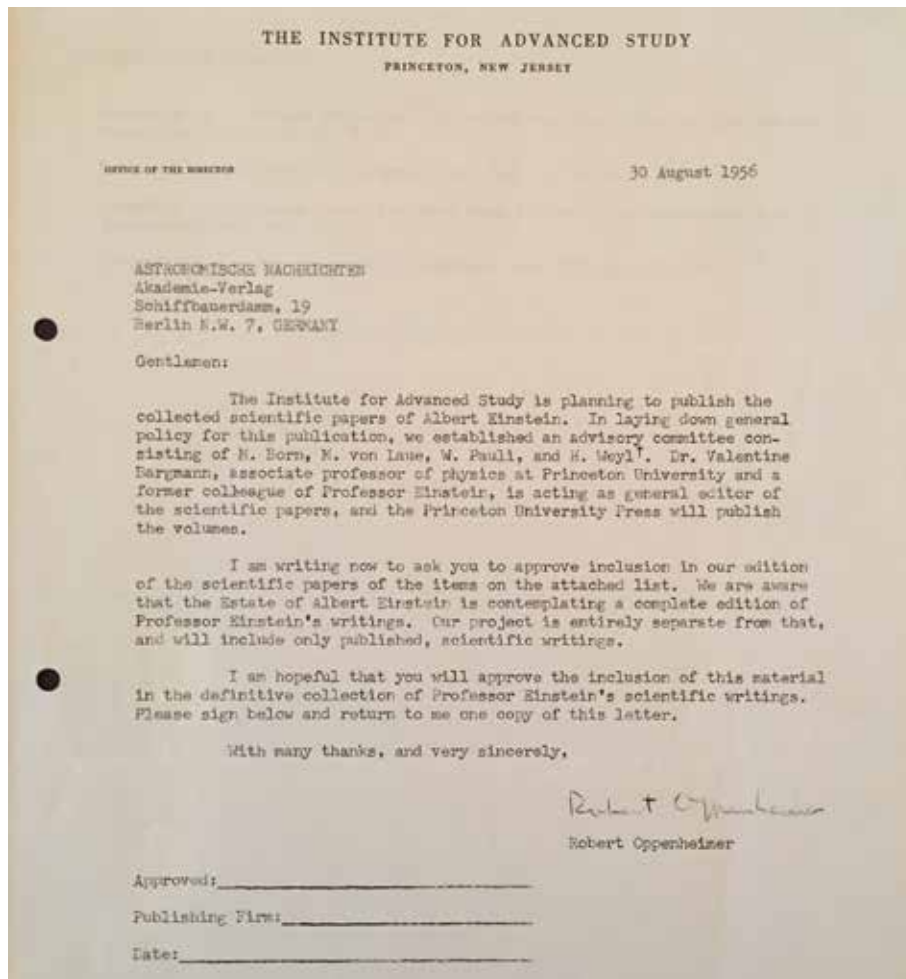 THE INSTITUTE FOR ADVANCED STUDY
PRINCETON, NEW JERSEY
OFFICE OF THE DIRECTOR
30 August 1956
ASTRONOMISCHE NACHRICHTEN
Akademie-Verlag
Schiffbauerdamm, 19
Berlin N.W. 7, GERMANY
Gentlemen:
The Institute for Advanced Study is planning to publish the
collected scientific papers of Albert Einstein. In laying down general
policy for this publication, we established an advisory committee con-
sisting of M. Born, M. von Laue, W. Pauli, and H. Weyl†. Dr. Valentine
Bargmann, associate professor of physics at Princeton University and a
former colleague of Professor Einstein, is acting as general editor of
the scientific papers, and the Princeton University Press will publish
the volumes.
I am writing now to ask you to approve inclusion in our edition
of the scientific papers of the items on the attached list. We are aware
that the Estate of Albert Einstein is contemplating a complete edition of
Professor Einstein's writings. Our project is entirely separate from that,
and will include only published, scientific writings.
I am hopeful that you will approve the inclusion of this material
in the definitive collection of Professor Einstein's scientific writings.
Please sign below and return to me one copy of this letter.
With many thanks, and very sincerely,
Robert Oppenheimer
Robert Oppenheimer
Approved:
Publishing Firm:
Date: